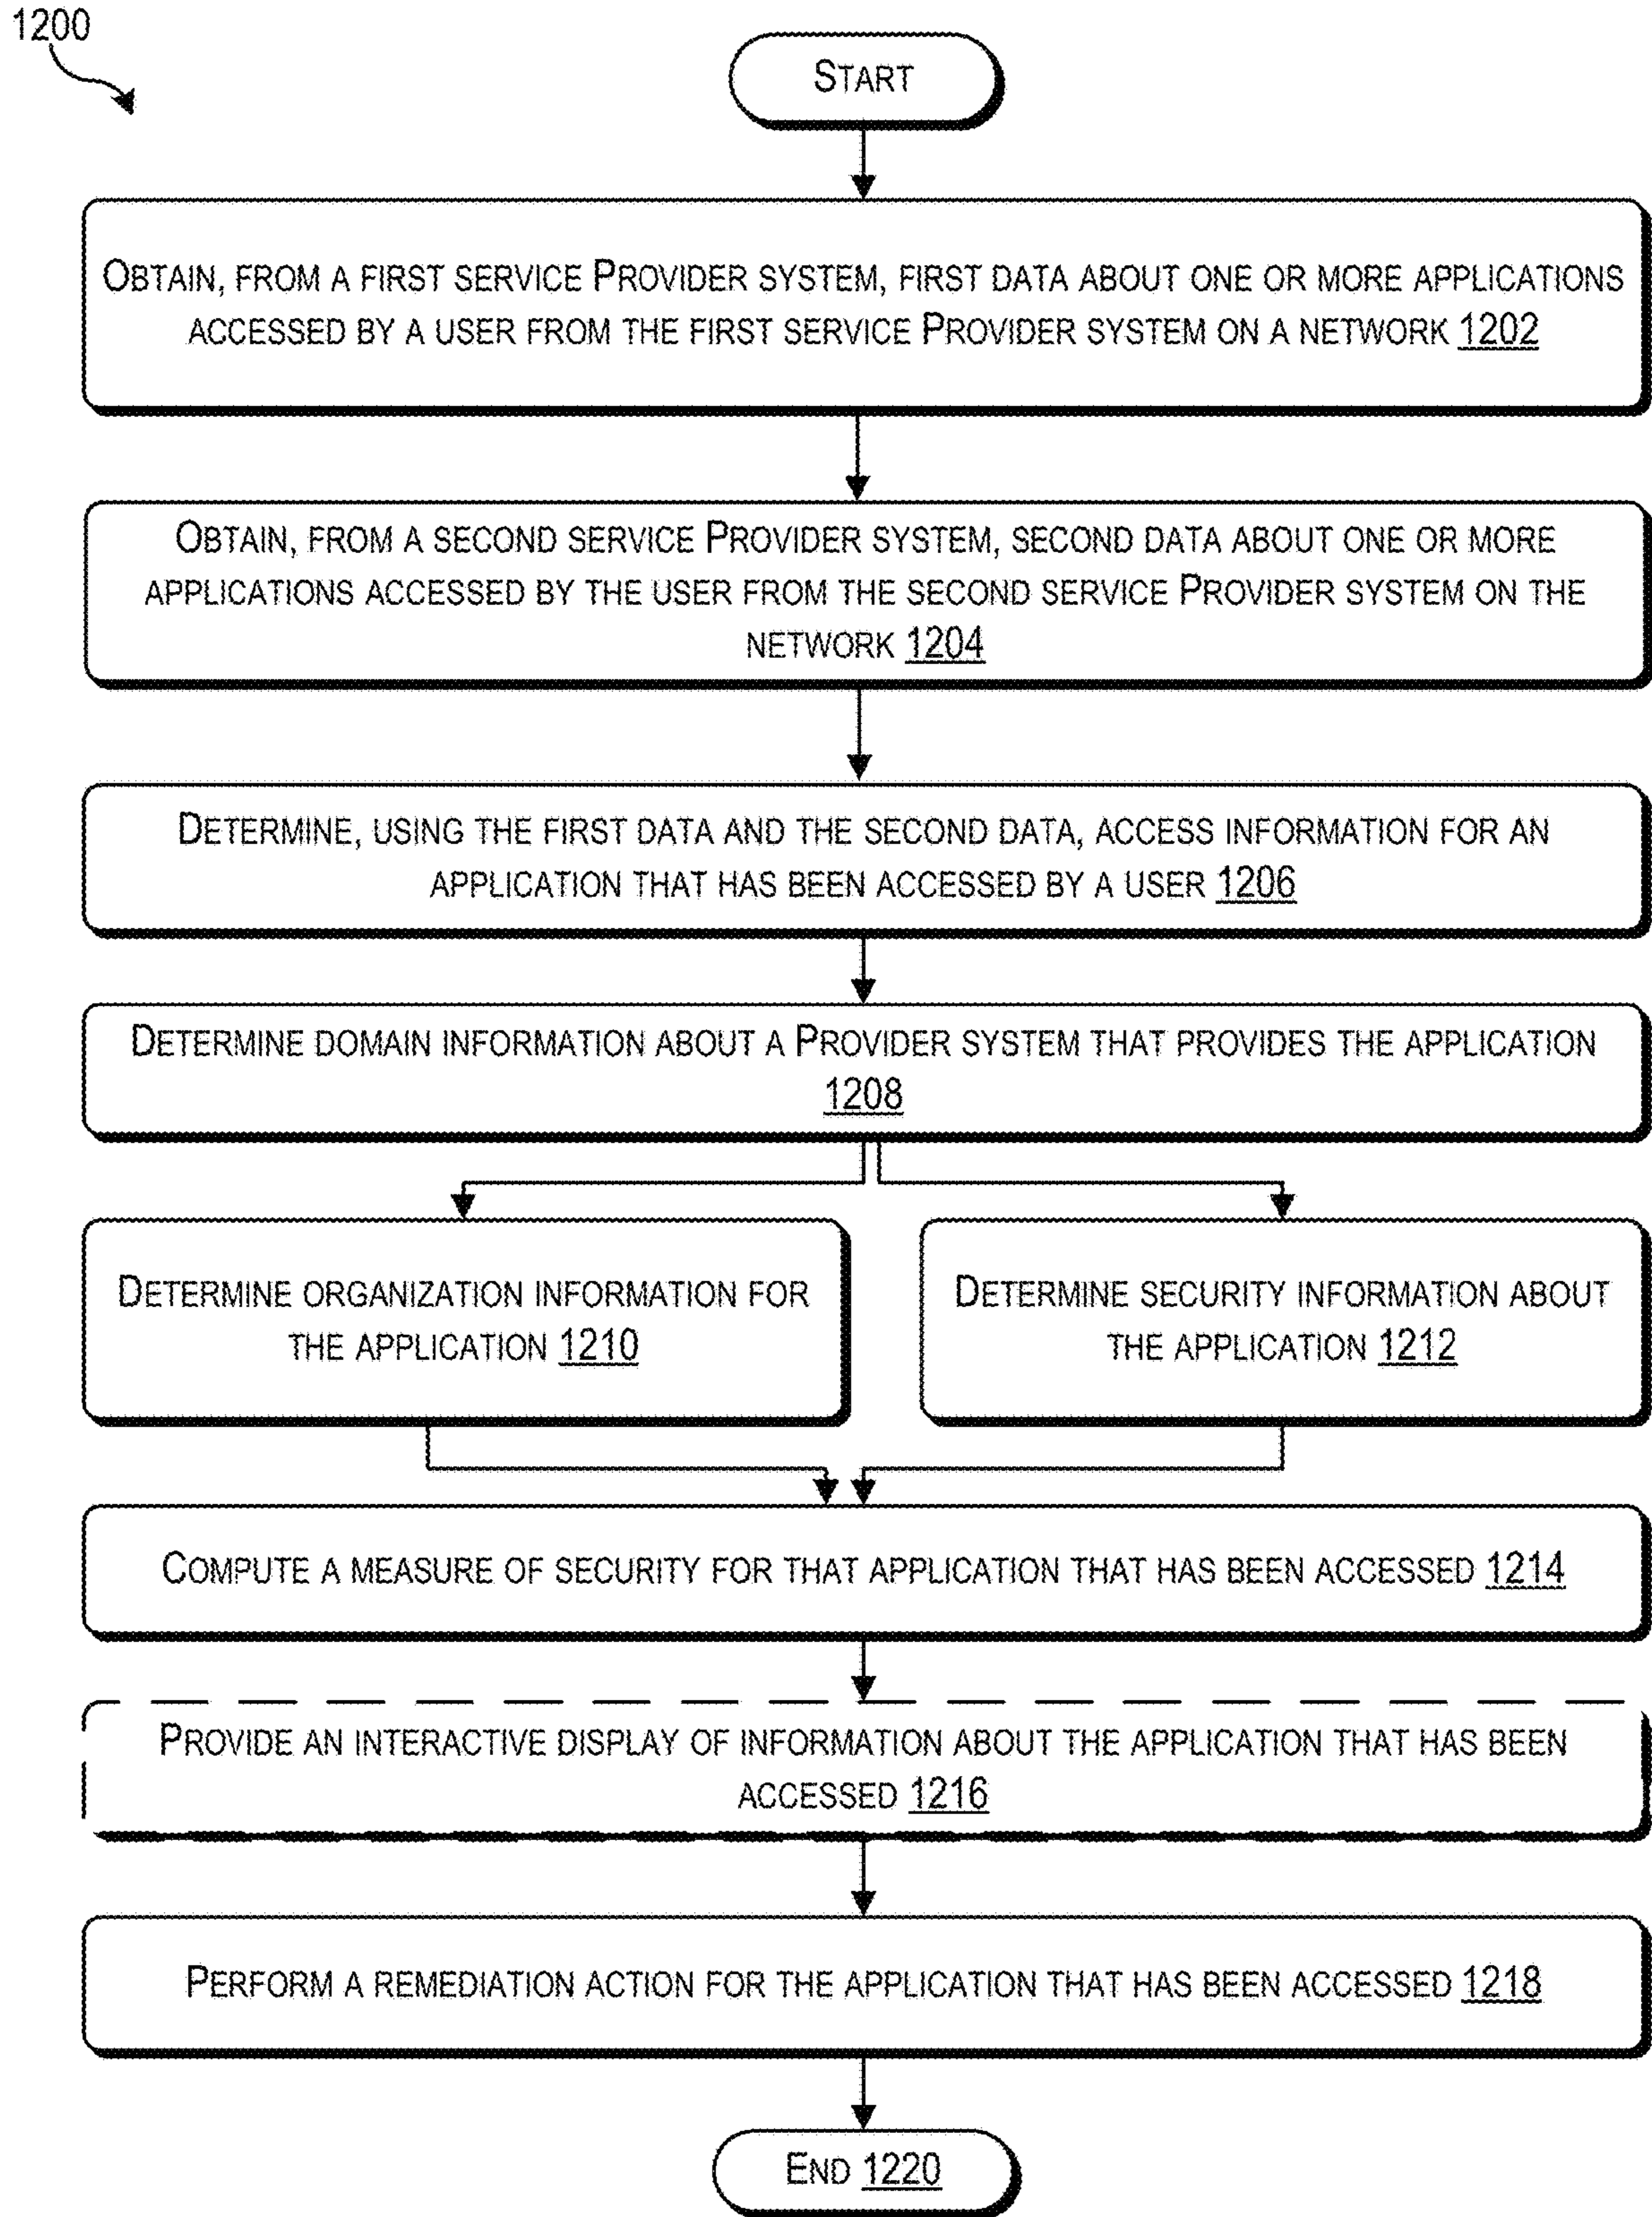 1200
START
OBTAIN, FROM A FIRST SERVICE PROVIDER SYSTEM, FIRST DATA ABOUT ONE OR MORE APPLICATIONS
ACCESSED BY A USER FROM THE FIRST SERVICE PROVIDER SYSTEM ON A NETWORK 1202
OBTAIN, FROM A SECOND SERVICE PROVIDER SYSTEM, SECOND DATA ABOUT ONE OR MORE
APPLICATIONS ACCESSED BY THE USER FROM THE SECOND SERVICE PROVIDER SYSTEM ON THE
NETWORK 1204
DETERMINE, USING THE FIRST DATA AND THE SECOND DATA, ACCESS INFORMATION FOR AN
APPLICATION THAT HAS BEEN ACCESSED BY A USER 1206
DETERMINE DOMAIN INFORMATION ABOUT A PROVIDER SYSTEM THAT PROVIDES THE APPLICATION
1208
DETERMINE ORGANIZATION INFORMATION FOR
THE APPLICATION 1210
DETERMINE SECURITY INFORMATION ABOUT
THE APPLICATION 1212
COMPUTE A MEASURE OF SECURITY FOR THAT APPLICATION THAT HAS BEEN ACCESSED 1214
PROVIDE AN INTERACTIVE DISPLAY OF INFORMATION ABOUT THE APPLICATION THAT HAS BEEN
ACCESSED 1216
PERFORM A REMEDIATION ACTION FOR THE APPLICATION THAT HAS BEEN ACCESSED 1218
END 1220